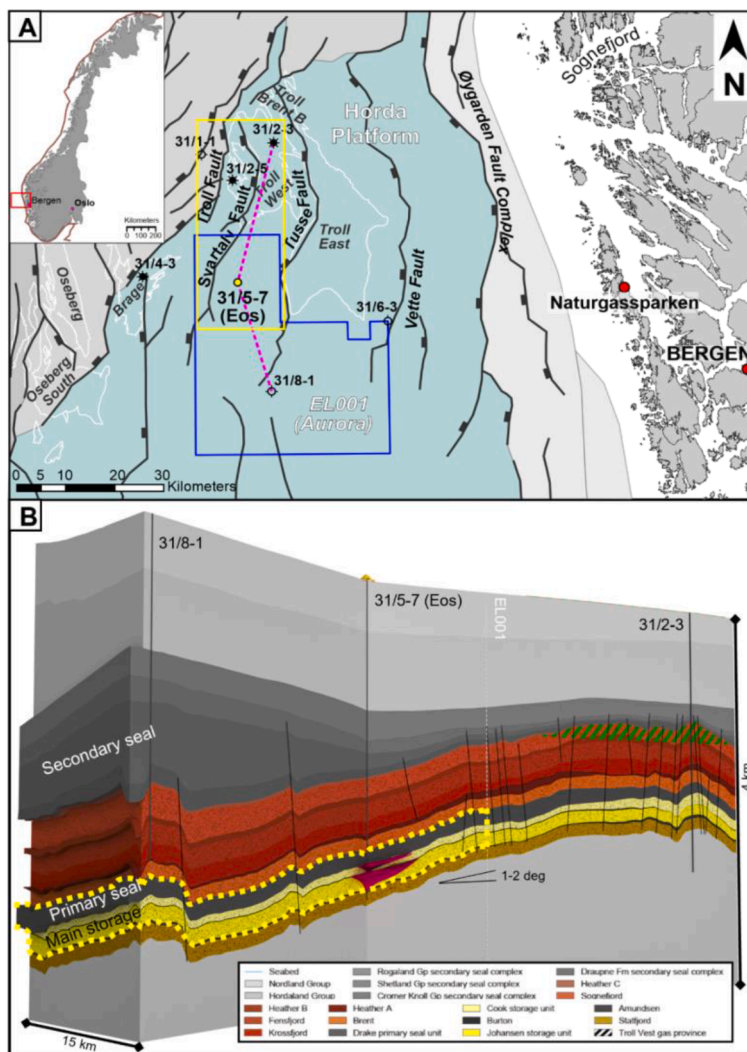 A
Sognefjord
N
Troll
Brent B
Horda
Platform
Øygarden Fault Complex
31/2-3
31/1-1
31/2-5
Troll Fault
Svartalv Fault
Troll
West
Tusse Fault
Troll
East
Vette Fault
Bergen
Oslo
Kilometers
0 100 200
31/4-3
Brage
Oseberg
Oseberg
South
31/5-7
(Eos)
31/6-3
Naturgassparken
BERGEN
31/8-1
EL001
(Aurora)
0 5 10 20 30
Kilometers
B
31/8-1
31/5-7 (Eos)
EL001
31/2-3
Secondary seal
4 km
Primary seal
Main storage
1-2 deg
15 km
Seabed
Nordland Group
Hordaland Group
Heather B
Fensfjord
Krossfjord
Rogaland Gp secondary seal complex
Shetland Gp secondary seal complex
Cromer Knoll Gp secondary seal complex
Heather A
Brent
Drake primary seal unit
Cook storage unit
Burton
Johansen storage unit
Draupne Fm secondary seal complex
Heather C
Sognefjord
Amundsen
Statfjord
Troll Vest gas province